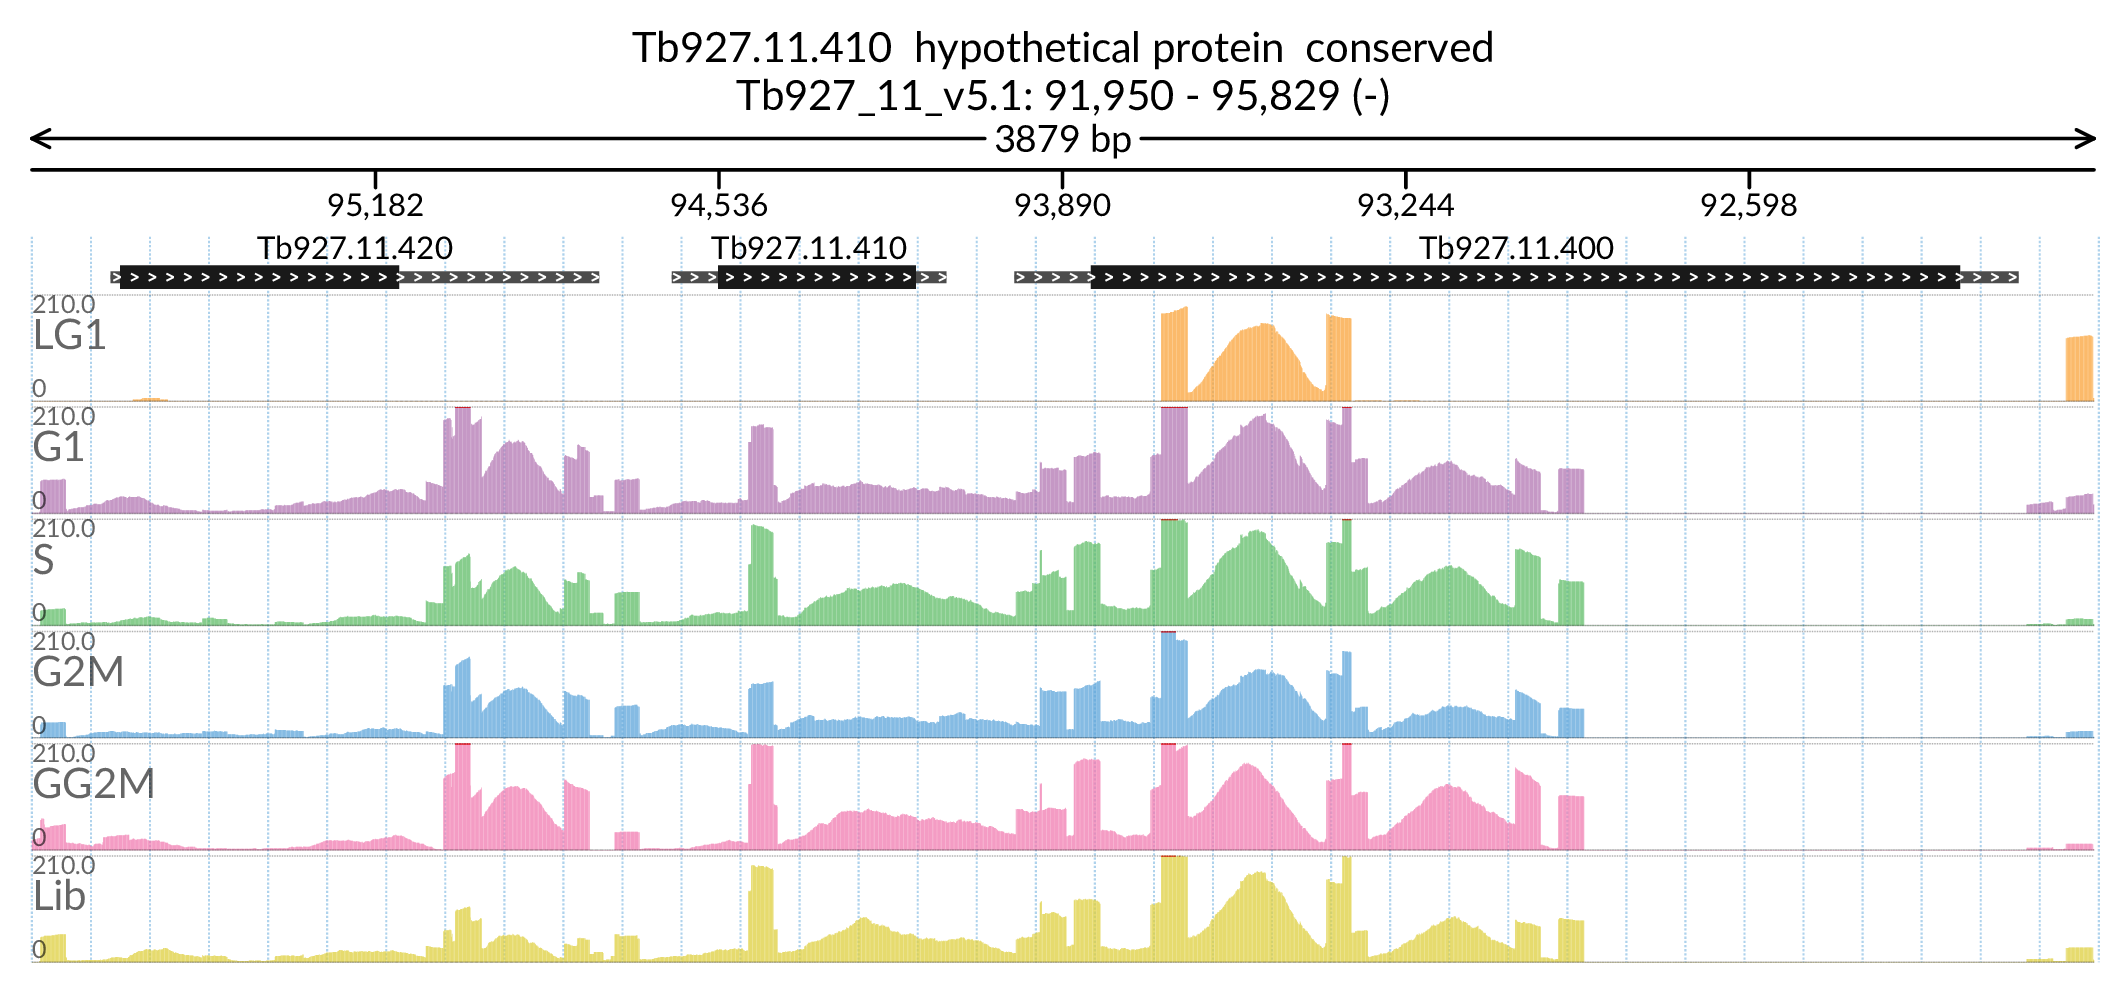 Tb927.11.410 hypothetical protein conserved
Tb927_11_v5.1: 91,950 - 95,829 (-)
3879 bp
95,182 94,536 93,890 93,244 92,598
Tb927.11.420 Tb927.11.410 Tb927.11.400
210.0
LG1
0
210.0
G1
0
210.0
S
0
210.0
G2M
0
210.0
GG2M
0
210.0
Lib
0